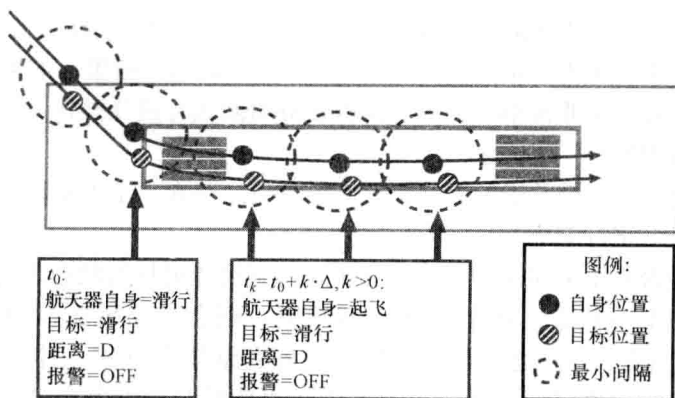 t₀:
航天器自身=滑行
目标=滑行
距离=D
报警=OFF
tₖ=t₀+k·Δ, k>0:
航天器自身=起飞
目标=滑行
距离=D
报警=OFF
图例:
自身位置
目标位置
最小间隔